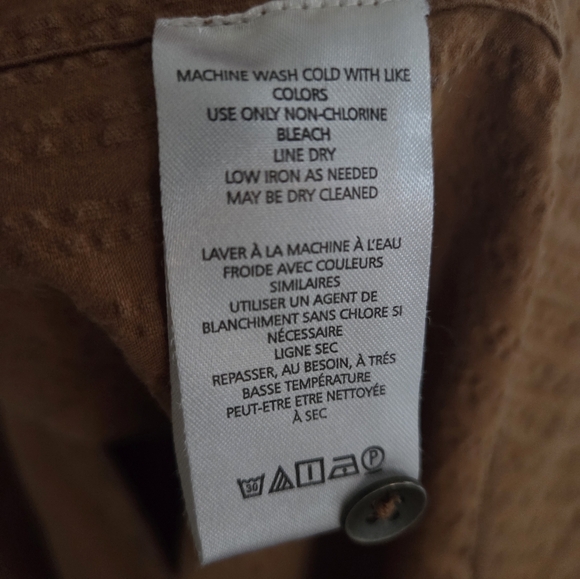 MACHINE WASH COLD WITH LIKE
COLORS
USE ONLY NON-CHLORINE
BLEACH
LINE DRY
LOW IRON AS NEEDED
MAY BE DRY CLEANED
LAVER À LA MACHINE À L'EAU
FROIDE AVEC COULEURS
SIMILAIRES
UTILISER UN AGENT DE
BLANCHIMENT SANS CHLORE SI
NÉCESSAIRE
LIGNE SEC
REPASSER, AU BESOIN, À TRÉS
BASSE TEMPÉRATURE
PEUT-ETRE ETRE NETTOYÉE
À SEC
30 P